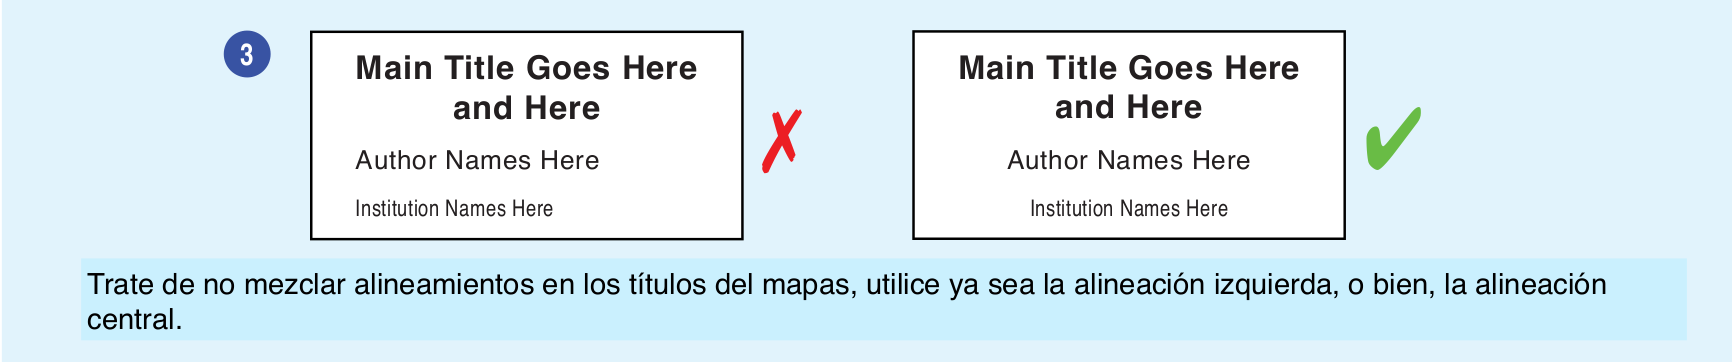 3
Main Title Goes Here
and Here
Author Names Here
Institution Names Here
Main Title Goes Here
and Here
Author Names Here
Institution Names Here
Trate de no mezclar alineamientos en los títulos del mapas, utilice ya sea la alineación izquierda, o bien, la alineación
central.